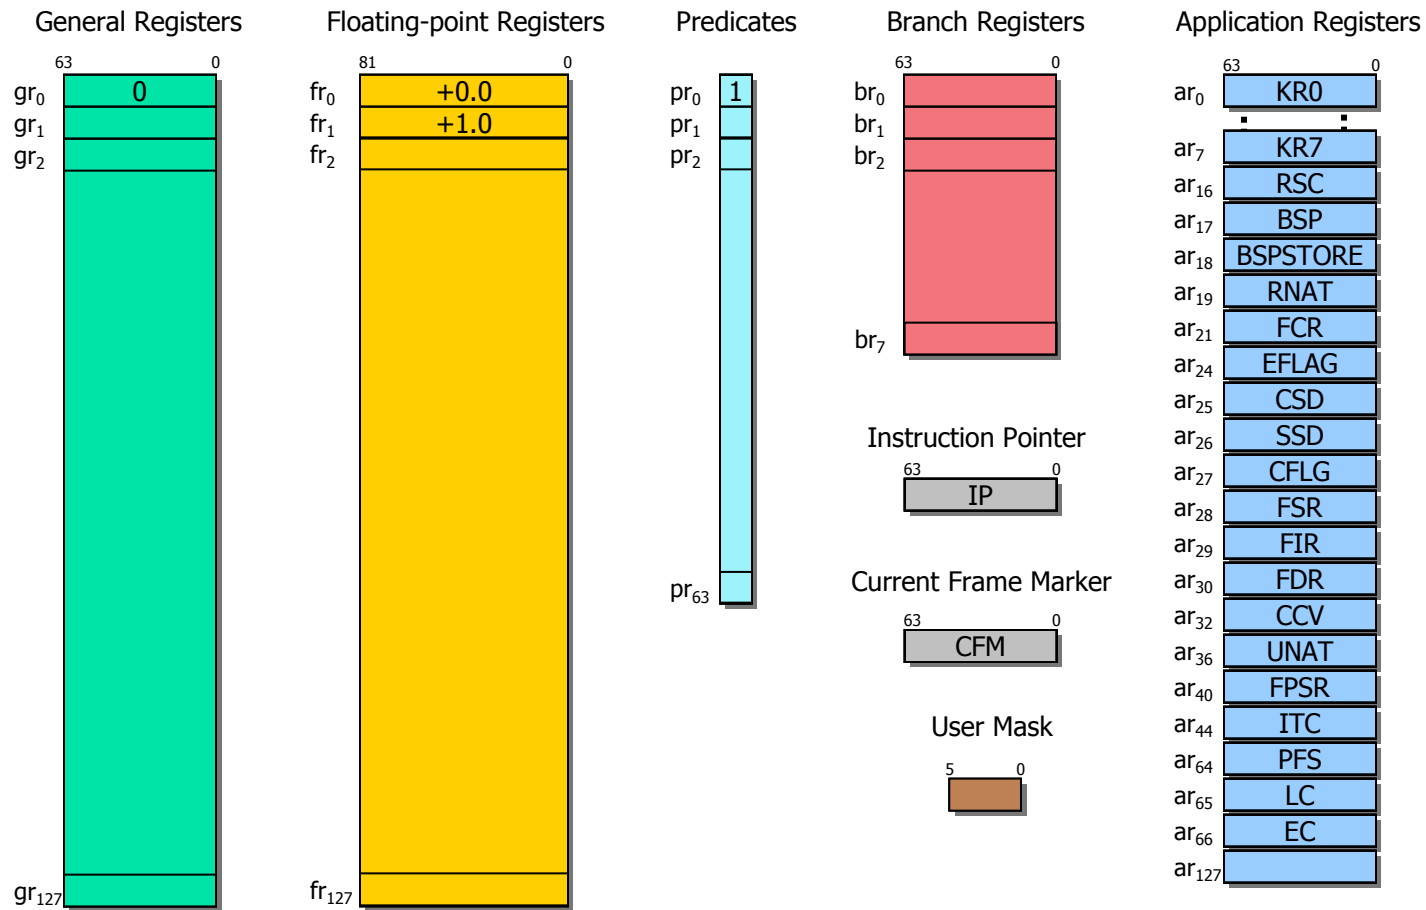 General Registers
63 0
gr0 0
gr1
gr2
gr127
Floating-point Registers
81 0
fr0 +0.0
fr1 +1.0
fr2
fr127
Predicates
pr0 1
pr1
pr2
pr63
Branch Registers
63 0
br0
br1
br2
br7
Instruction Pointer
63 0
IP
Current Frame Marker
63 0
CFM
User Mask
5 0
Application Registers
63 0
ar0 KR0
ar7 KR7
ar16 RSC
ar17 BSP
ar18 BSPSTORE
ar19 RNAT
ar21 FCR
ar24 EFLAG
ar25 CSD
ar26 SSD
ar27 CFLG
ar28 FSR
ar29 FIR
ar30 FDR
ar32 CCV
ar36 UNAT
ar40 FPSR
ar44 ITC
ar64 PFS
ar65 LC
ar66 EC
ar127